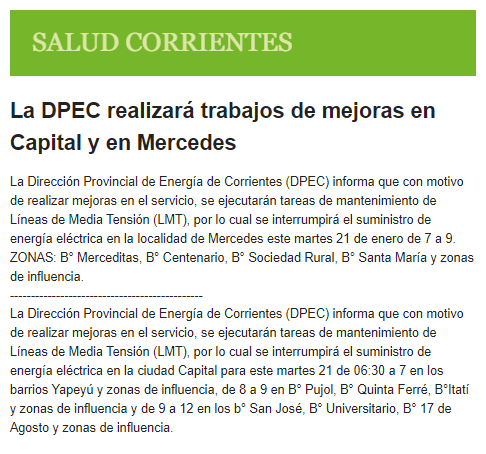 SALUD CORRIENTES
La DPEC realizará trabajos de mejoras en
Capital y en Mercedes
La Dirección Provincial de Energía de Corrientes (DPEC) informa que con motivo
de realizar mejoras en el servicio, se ejecutarán tareas de mantenimiento de
Líneas de Media Tensión (LMT), por lo cual se interrumpirá el suministro de
energía eléctrica en la localidad de Mercedes este martes 21 de enero de 7 a 9.
ZONAS: B° Merceditas, B° Centenario, B° Sociedad Rural, B° Santa María y zonas
de influencia.
----------------------------------------------
La Dirección Provincial de Energía de Corrientes (DPEC) informa que con motivo
de realizar mejoras en el servicio, se ejecutarán tareas de mantenimiento de
Líneas de Media Tensión (LMT), por lo cual se interrumpirá el suministro de
energía eléctrica en la ciudad Capital para este martes 21 de 06:30 a 7 en los
barrios Yapeyú y zonas de influencia, de 8 a 9 en B° Pujol, B° Quinta Ferré, B°Itatí
y zonas de influencia y de 9 a 12 en los b° San José, B° Universitario, B° 17 de
Agosto y zonas de influencia.